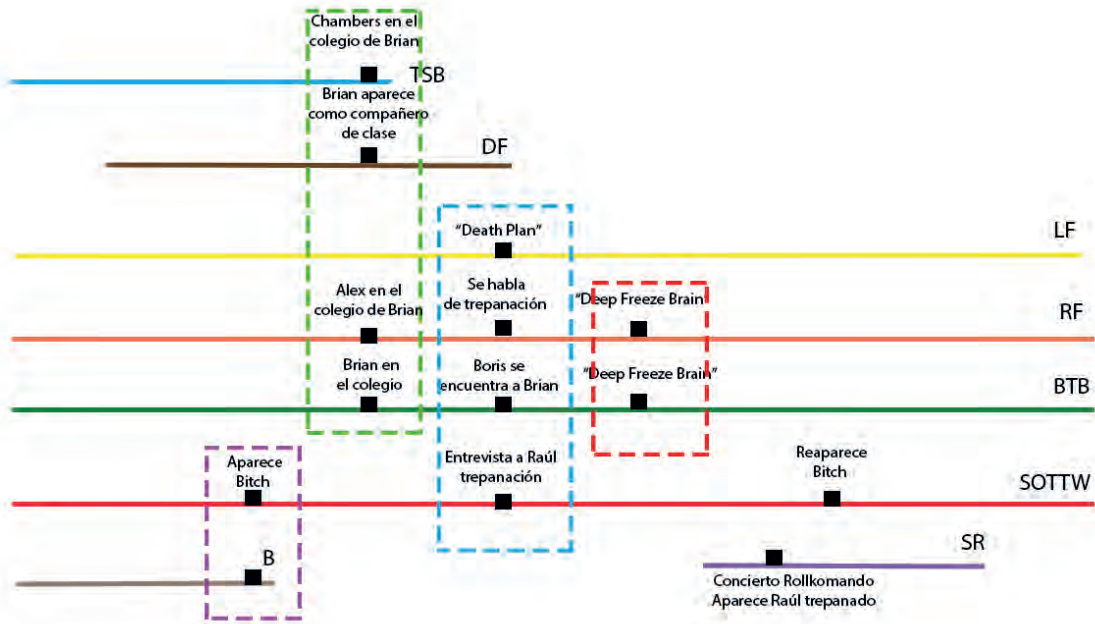 Chambers en el
colegio de Brian
TSB
Brian aparece
como compañero
de clase
DF
"Death Plan"
LF
Alex en el
colegio de Brian
Se habla
de trepanación
"Deep Freeze Brain"
RF
Brian en
el colegio
Boris se
encuentra a Brian
"Deep Freeze Brain"
BTB
Aparece
Bitch
Entrevista a Raúl
trepanación
Reaparece
Bitch
SOTTW
B
SR
Concierto Rollkomando
Aparece Raúl trepanado